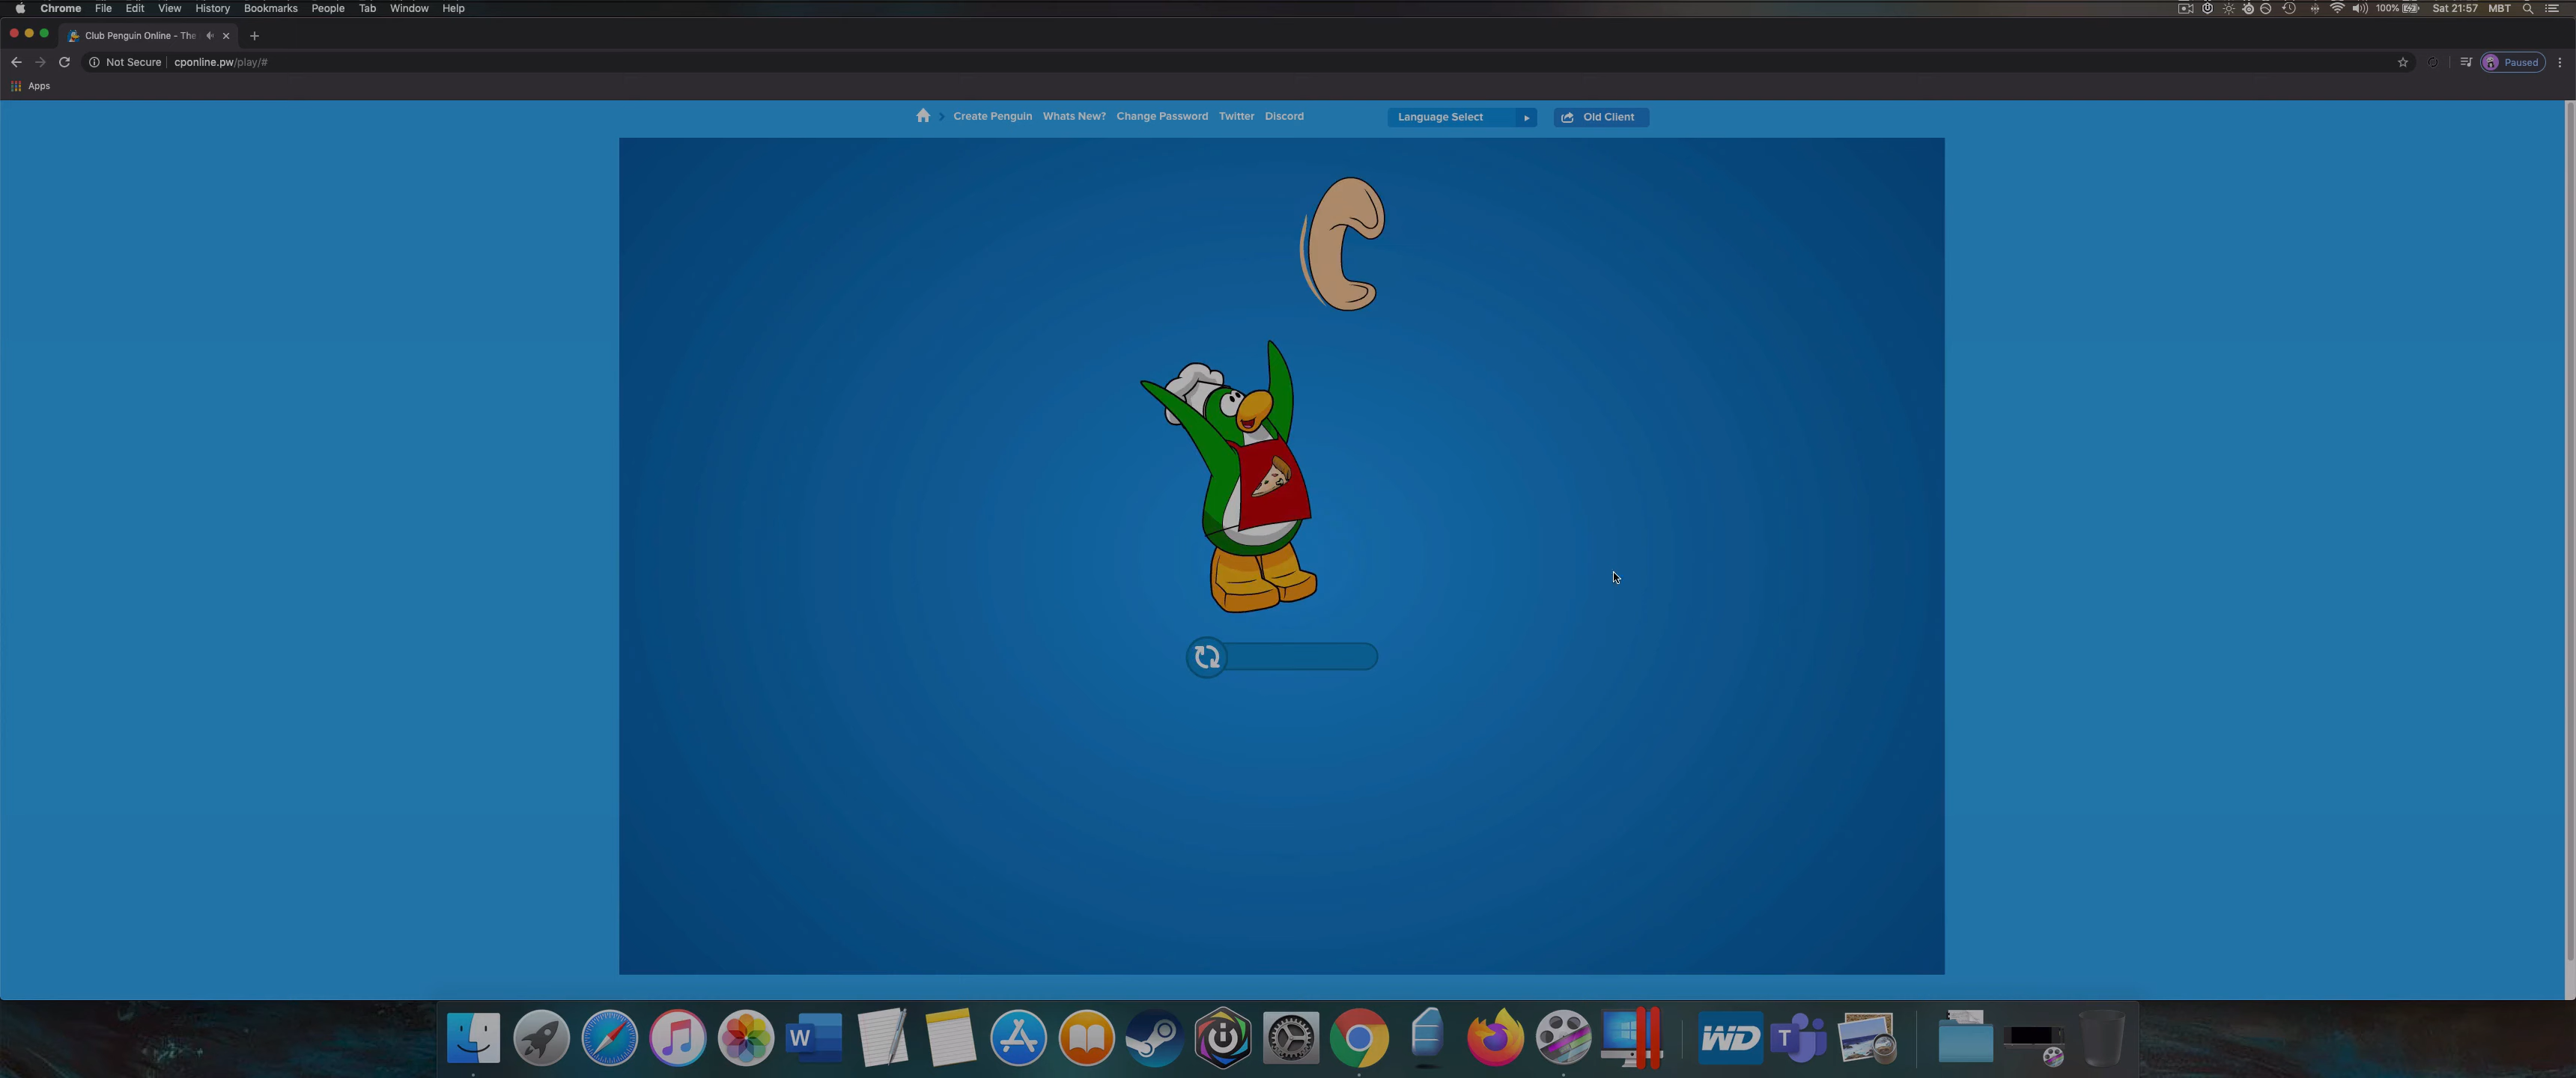 Chrome File Edit View History Bookmarks People Tab Window Help 100% Sat 21:57 MBT
Club Penguin Online - The
Not Secure cponline.pw/play/# Paused
Apps
Create Penguin Whats New? Change Password Twitter Discord Language Select Old Client
W WD T